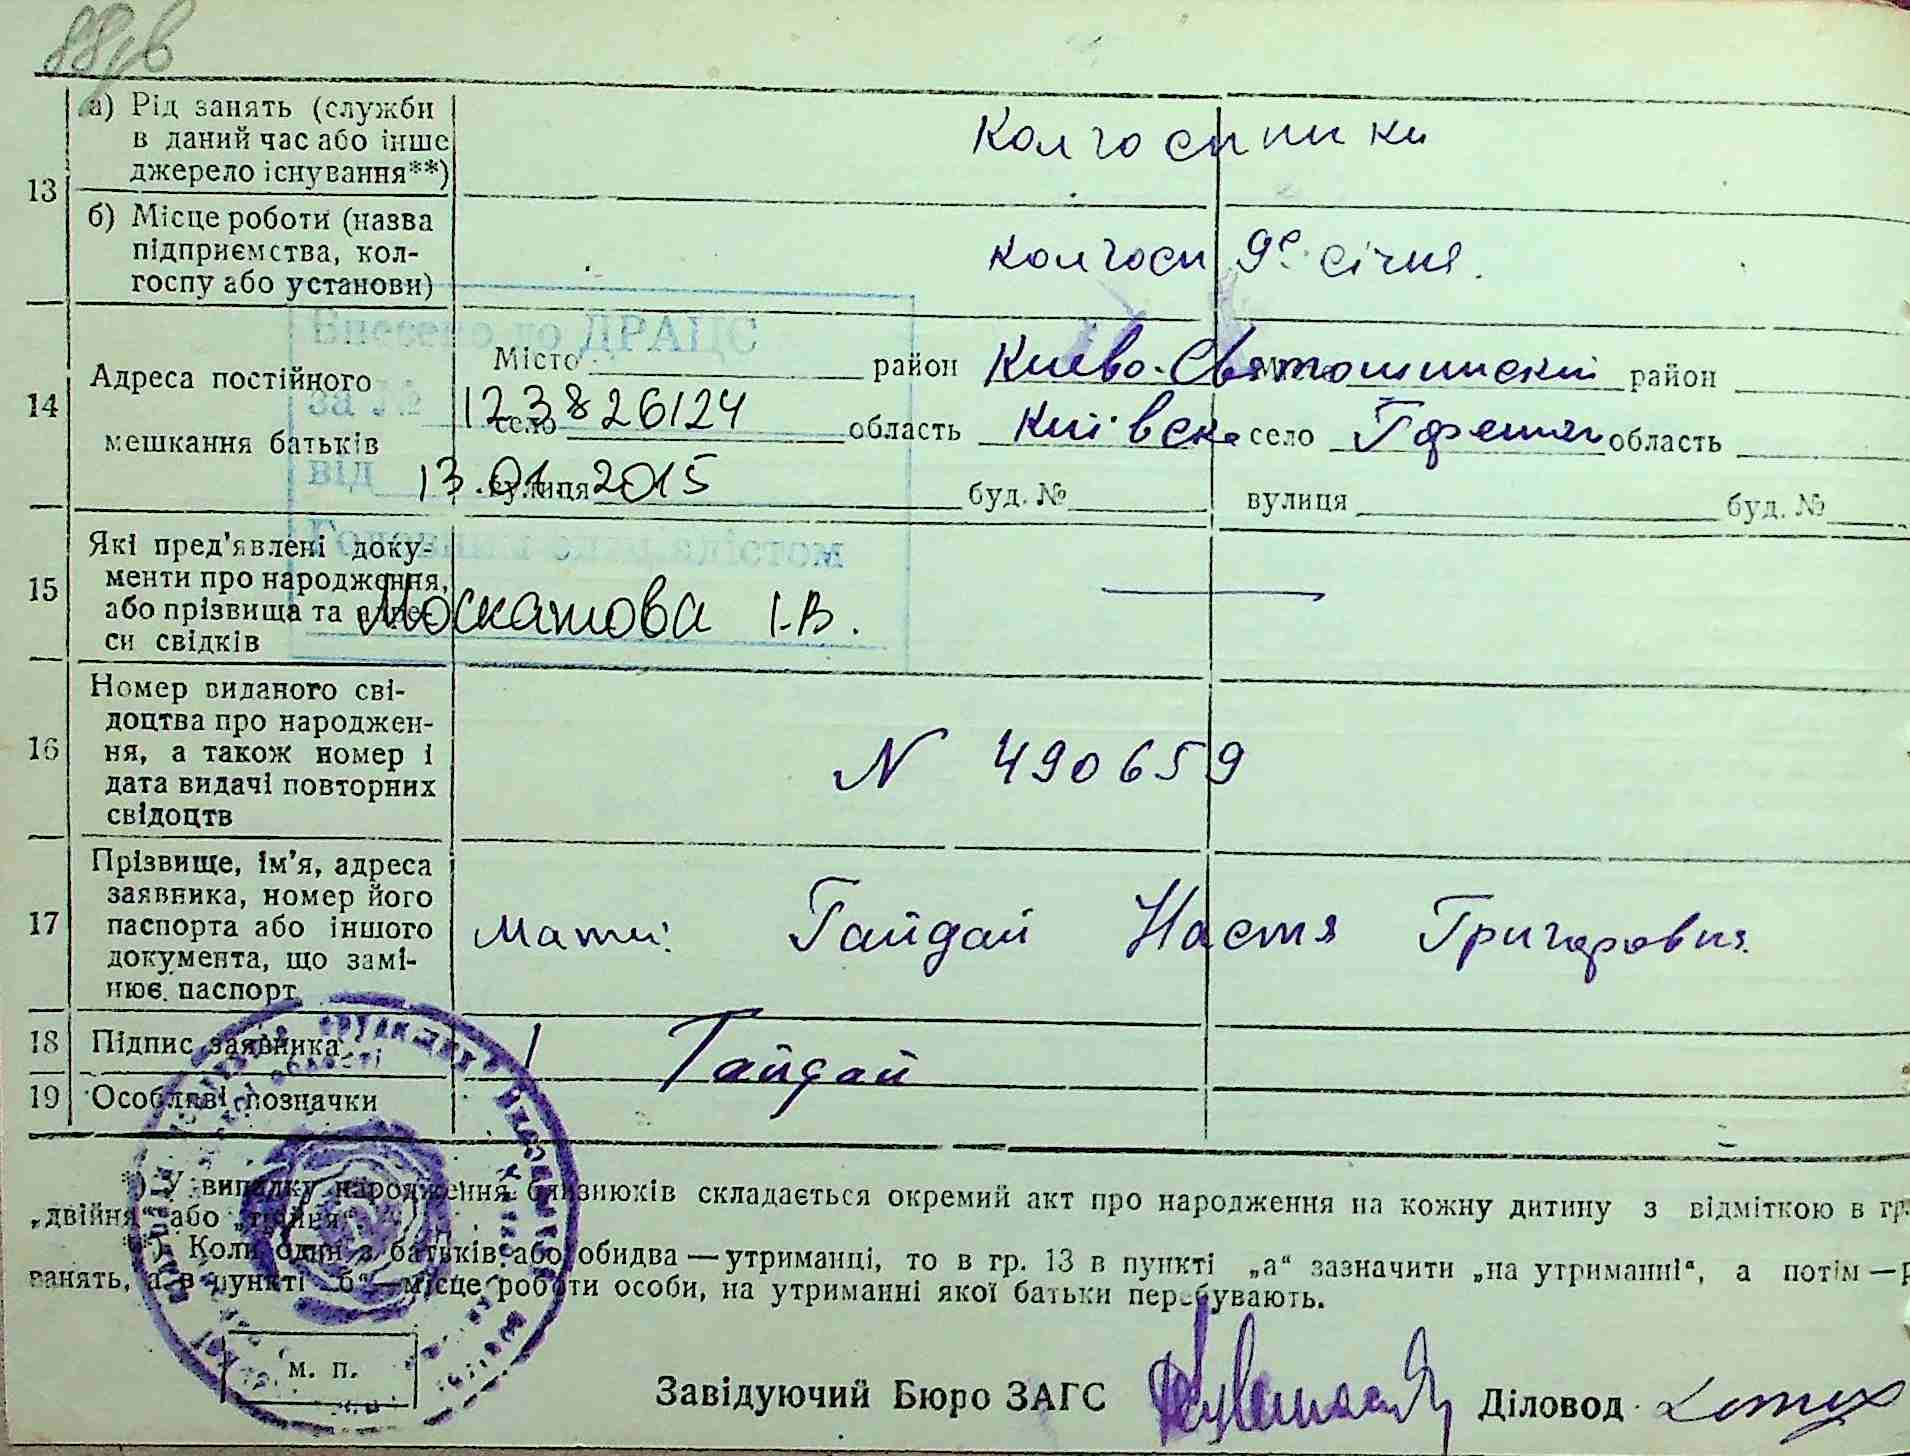 13
а) Рід занять (служби
в даний час або інше
джерело існування**)
Колгоспники
б) Місце роботи (назва
підприємства, кол-
госпу або установи)
колгосп 9е січня.
Внесено до ДРАЦС
за № 123826124
від 13.01.2015
Головним спеціалістом
Москатова І.В.
14
Адреса постійного
мешкання батьків
Місто район Киево-Святошинский район
село область Київськ село область
вулиця буд. № вулиця буд. №
15
Які пред'явлені доку-
менти про народження,
або прізвища та адре-
си свідків
16
Номер виданого сві-
доцтва про народжен-
ня, а також номер і
дата видачі повторних
свідоцтв
N 490659
17
Прізвище, ім'я, адреса
заявника, номер його
паспорта або іншого
документа, що замі-
нює паспорт
Мати: Гайдай Настя Григоровна
18 Підпис заявника Гайдай
19 Особливі позначки
*) У випадку народження близнюків складається окремий акт про народження на кожну дитину з відміткою в гр.
„двійня“ або „трійня“.
**) Коли один з батьків або обидва — утриманці, то в гр. 13 в пункті „а“ зазначити „на утриманні“, а потім —
занять, а в пункті „б“ — місце роботи особи, на утриманні якої батьки перебувають.
м. п.
Завідуючий Бюро ЗАГС Діловод